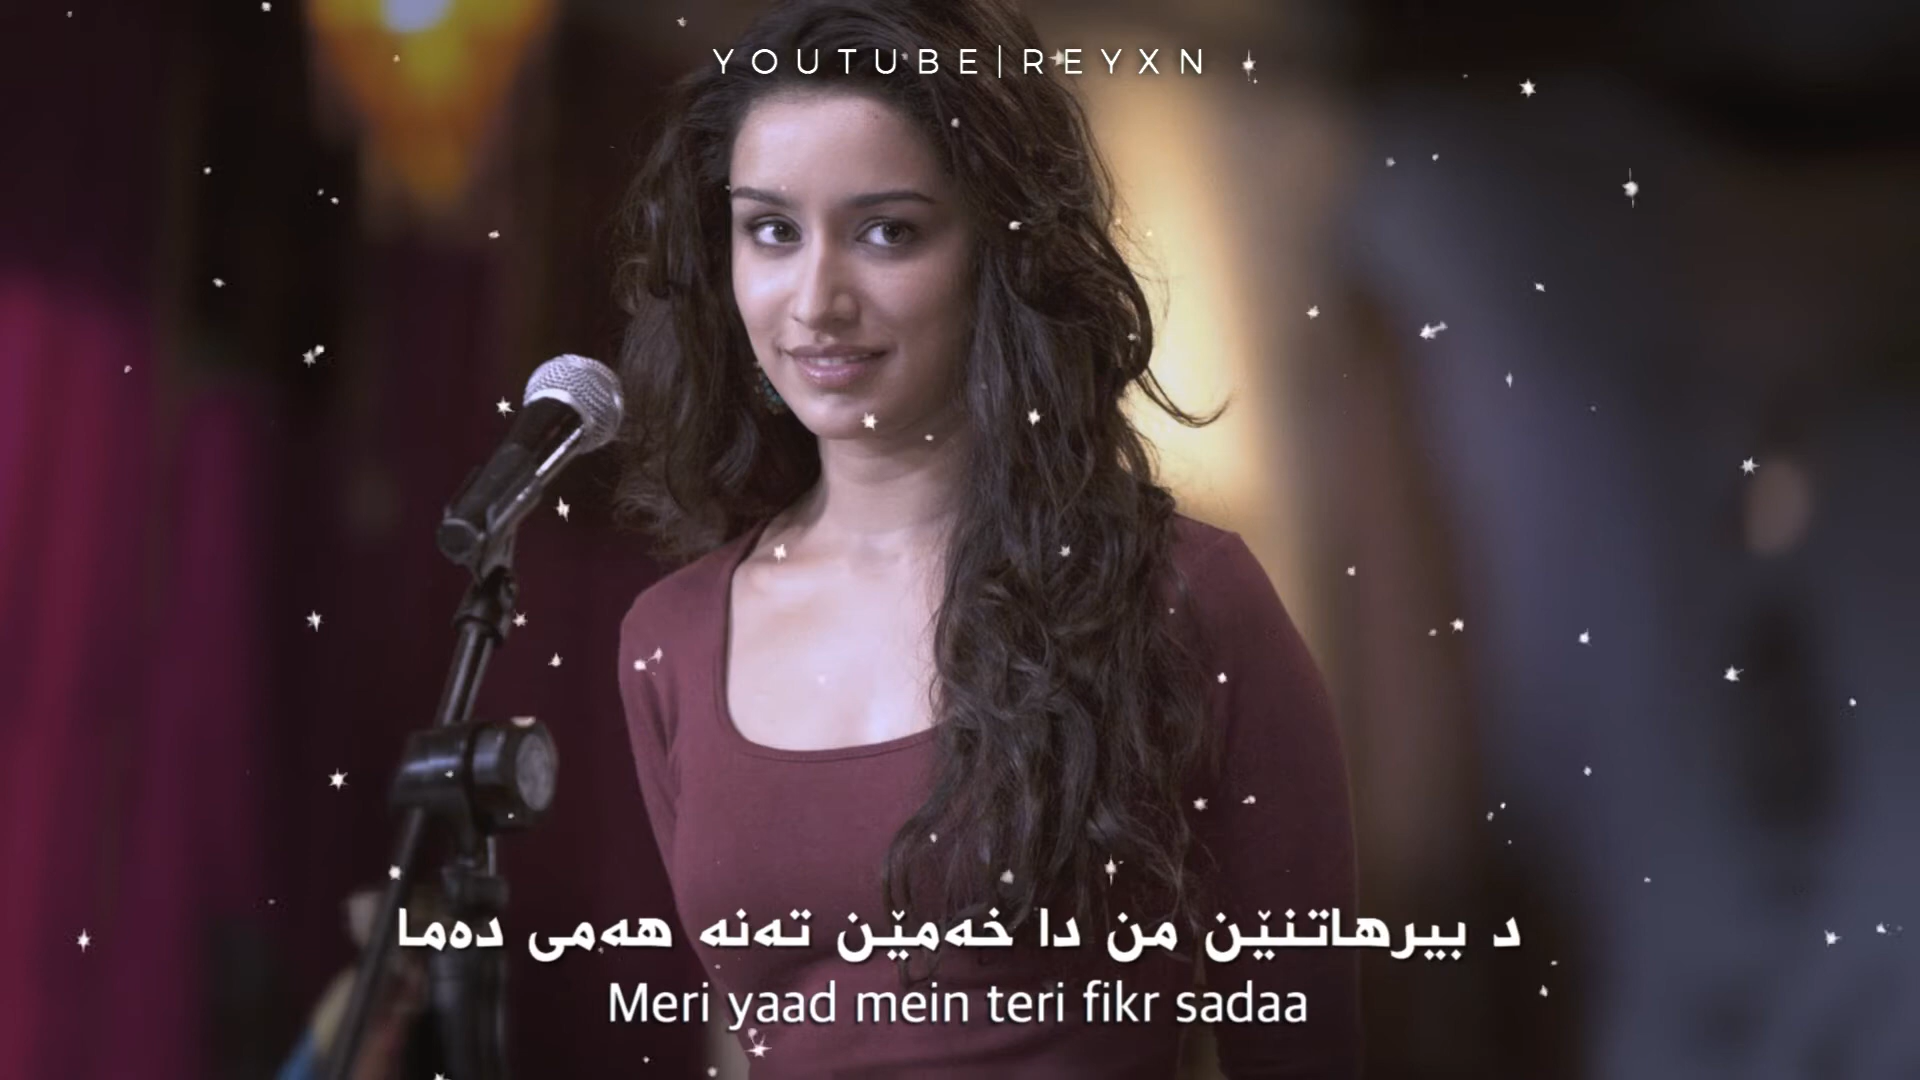 YOUTUBE|REYXN
د بیرهاتنێن من دا خەمێن تەنە هەمی دەما
Meri yaad mein teri fikr sadaa